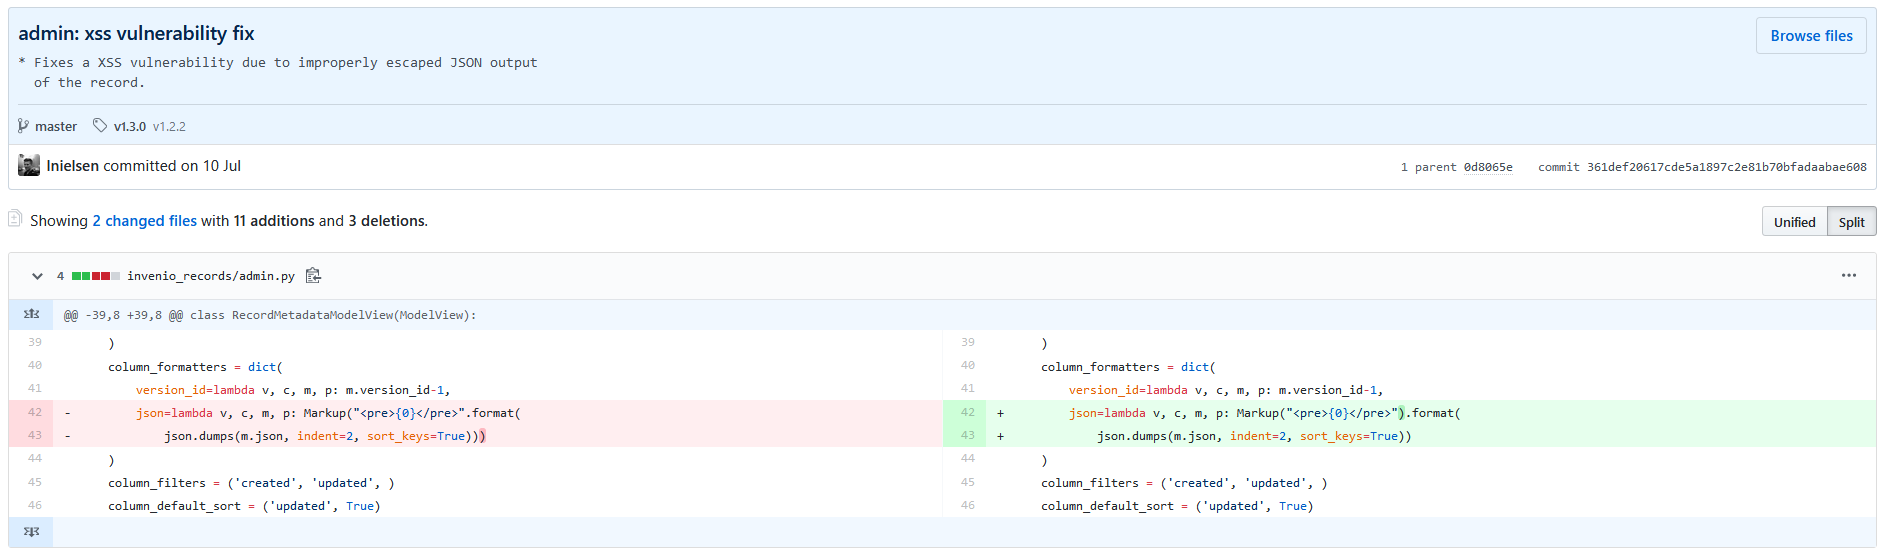 admin: xss vulnerability fix
Browse files
* Fixes a XSS vulnerability due to improperly escaped JSON output
of the record.
master v1.3.0 v1.2.2
lnielsen committed on 10 Jul
1 parent 0d8065e commit 361def20617cde5a1897c2e81b70bfadaabae608
Showing 2 changed files with 11 additions and 3 deletions.
Unified Split
4 invenio_records/admin.py
@@ -39,8 +39,8 @@ class RecordMetadataModelView(ModelView):
39 )
40 column_formatters = dict(
41 version_id=lambda v, c, m, p: m.version_id-1,
42 - json=lambda v, c, m, p: Markup("<pre>{0}</pre>".format(
43 - json.dumps(m.json, indent=2, sort_keys=True)))
44 )
45 column_filters = ('created', 'updated', )
46 column_default_sort = ('updated', True)
39 )
40 column_formatters = dict(
41 version_id=lambda v, c, m, p: m.version_id-1,
42 + json=lambda v, c, m, p: Markup("<pre>{0}</pre>").format(
43 + json.dumps(m.json, indent=2, sort_keys=True))
44 )
45 column_filters = ('created', 'updated', )
46 column_default_sort = ('updated', True)